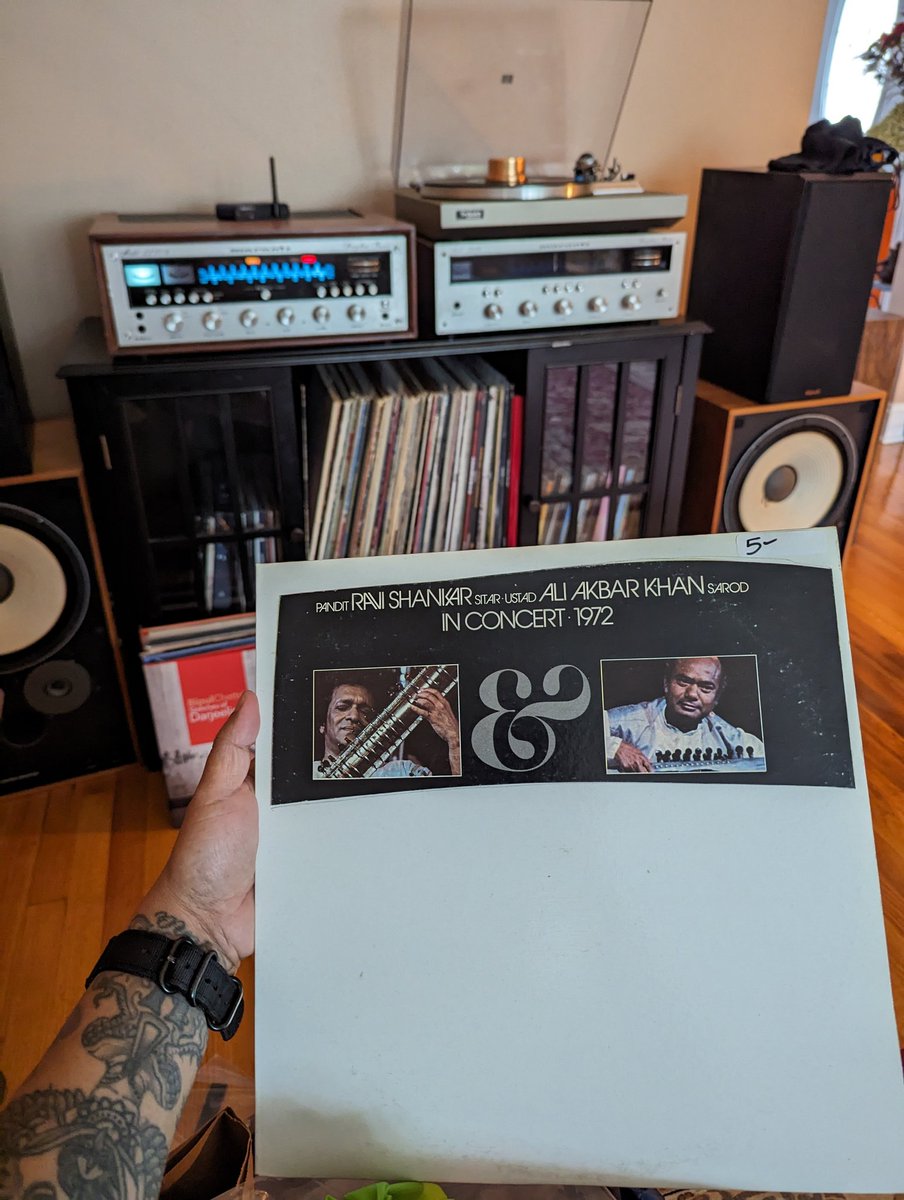 5-
PANDIT RAVI SHANKAR SITAR · USTAD ALI AKBAR KHAN SAROD
IN CONCERT · 1972
&